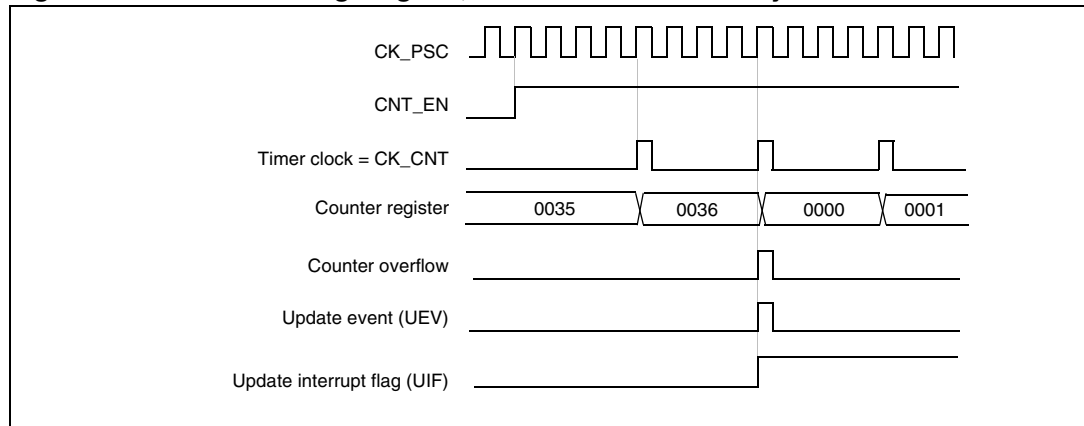 CK_PSC
CNT_EN
Timer clock = CK_CNT
Counter register 0035 0036 0000 0001
Counter overflow
Update event (UEV)
Update interrupt flag (UIF)